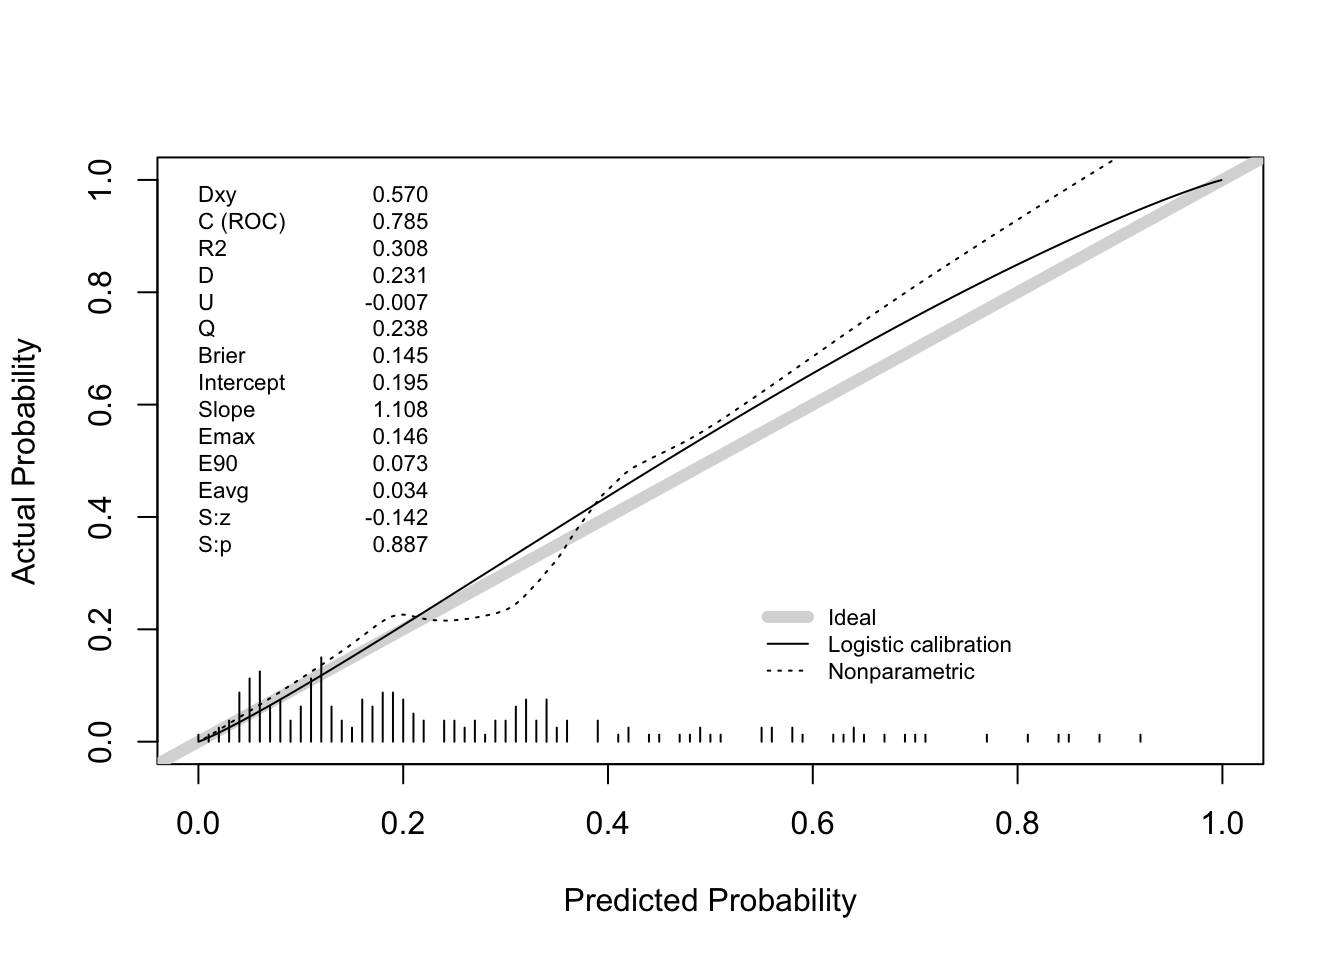 Dxy 0.570
C (ROC) 0.785
R2 0.308
D 0.231
U -0.007
Q 0.238
Brier 0.145
Intercept 0.195
Slope 1.108
Emax 0.146
E90 0.073
Eavg 0.034
S:z -0.142
S:p 0.887
Ideal
Logistic calibration
Nonparametric
Actual Probability
1.0
0.8
0.6
0.4
0.2
0.0
0.0 0.2 0.4 0.6 0.8 1.0
Predicted Probability